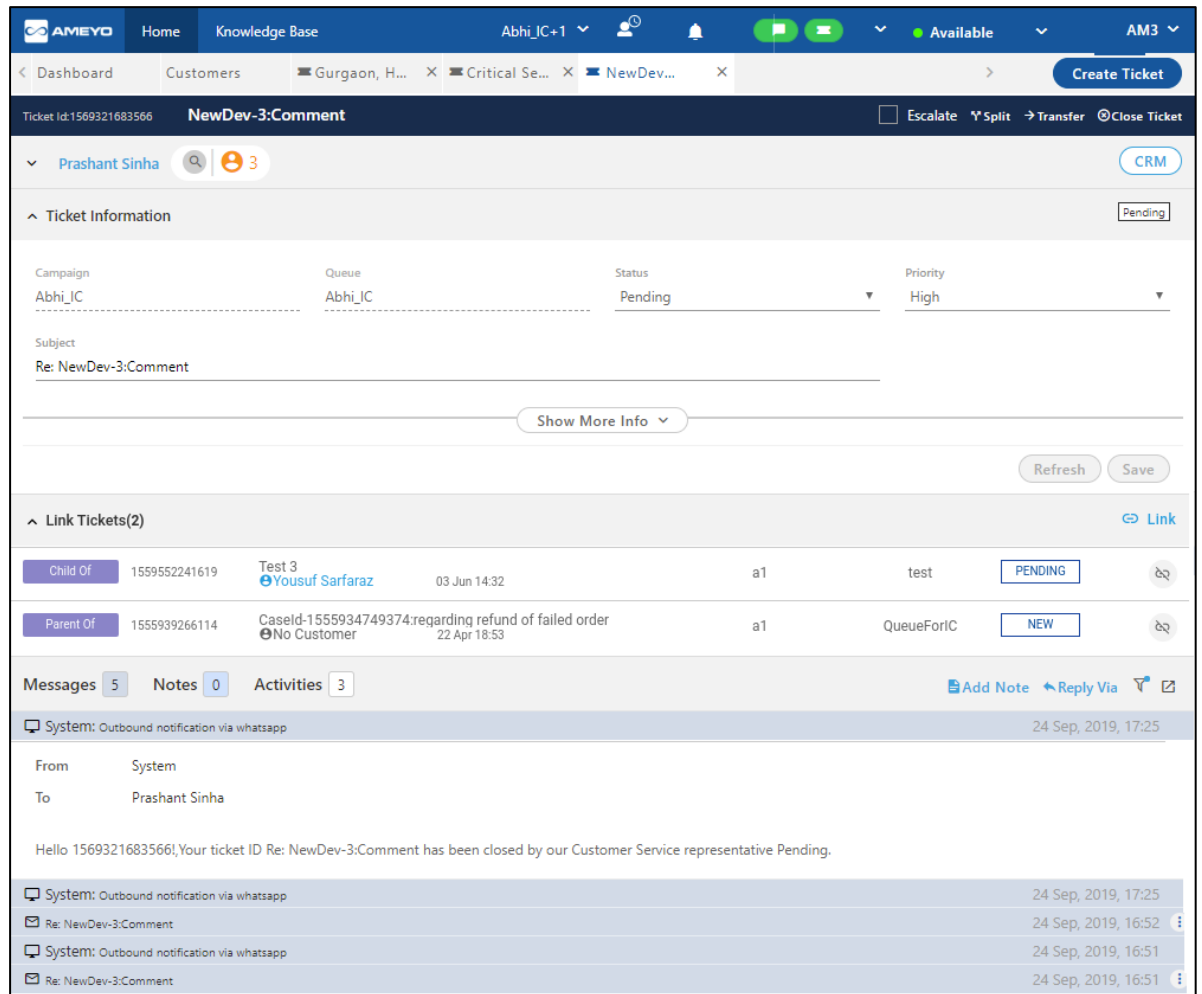 AMEYO Home Knowledge Base Abhi_IC+1 Available AM3
Dashboard Customers Gurgaon, H... Critical Se... NewDev... Create Ticket
Ticket Id:1569321683566 NewDev-3:Comment Escalate Split Transfer Close Ticket
Prashant Sinha 3 CRM
Ticket Information Pending
Campaign Queue Status Priority
Abhi_IC Abhi_IC Pending High
Subject
Re: NewDev-3:Comment
Show More Info
Refresh Save
Link Tickets(2) Link
Child Of 1559552241619 Test 3 a1 test PENDING
Yousuf Sarfaraz 03 Jun 14:32
Parent Of 1555939266114 CaseId-1555934749374:regarding refund of failed order a1 QueueForIC NEW
No Customer 22 Apr 18:53
Messages 5 Notes 0 Activities 3 Add Note Reply Via
System: Outbound notification via whatsapp 24 Sep, 2019, 17:25
From System
To Prashant Sinha
Hello 1569321683566!,Your ticket ID Re: NewDev-3:Comment has been closed by our Customer Service representative Pending.
System: Outbound notification via whatsapp 24 Sep, 2019, 17:25
Re: NewDev-3:Comment 24 Sep, 2019, 16:52
System: Outbound notification via whatsapp 24 Sep, 2019, 16:51
Re: NewDev-3:Comment 24 Sep, 2019, 16:51